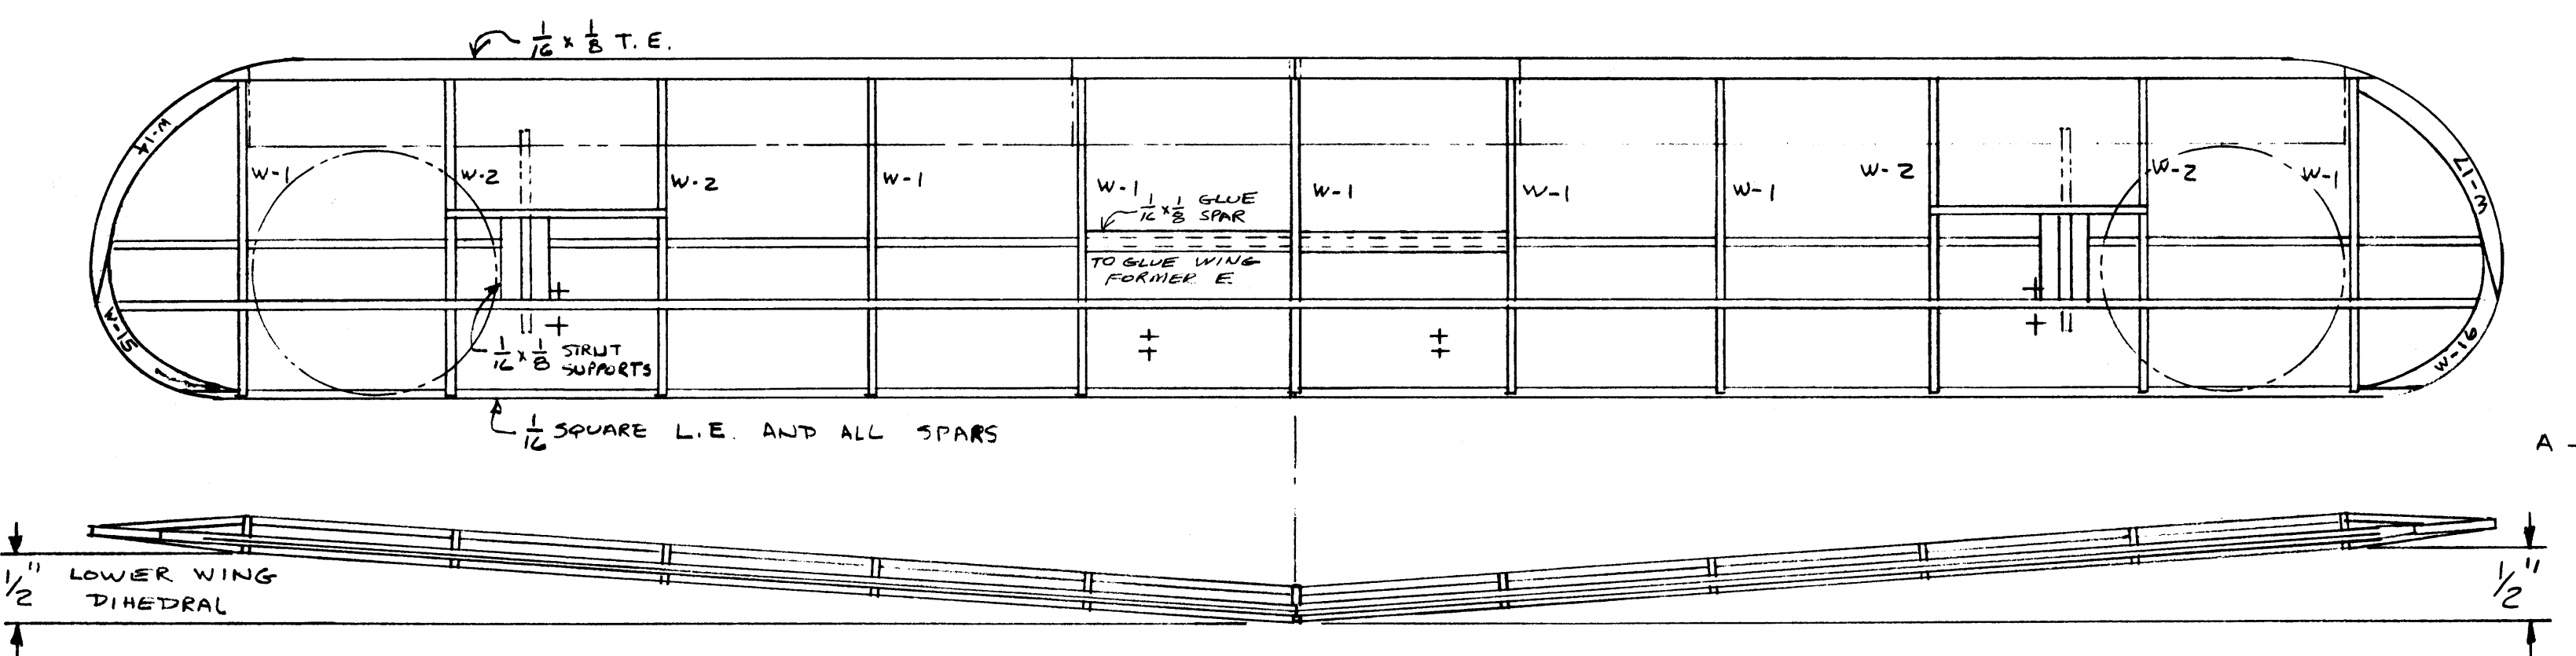 1/16 x 1/8 T.E.
W-14
W-1
W-2
W-2
W-1
W-1
W-1
W-1
W-1
W-2
W-2
W-1
W-17
1/16 x 1/8 GLUE
SPAR
TO GLUE WING
FORMER E
W-15
1/16 x 1/8 STRUT
SUPPORTS
W-16
1/16 SQUARE L.E. AND ALL SPARS
A -
1/2" LOWER WING
DIHEDRAL
1/2"